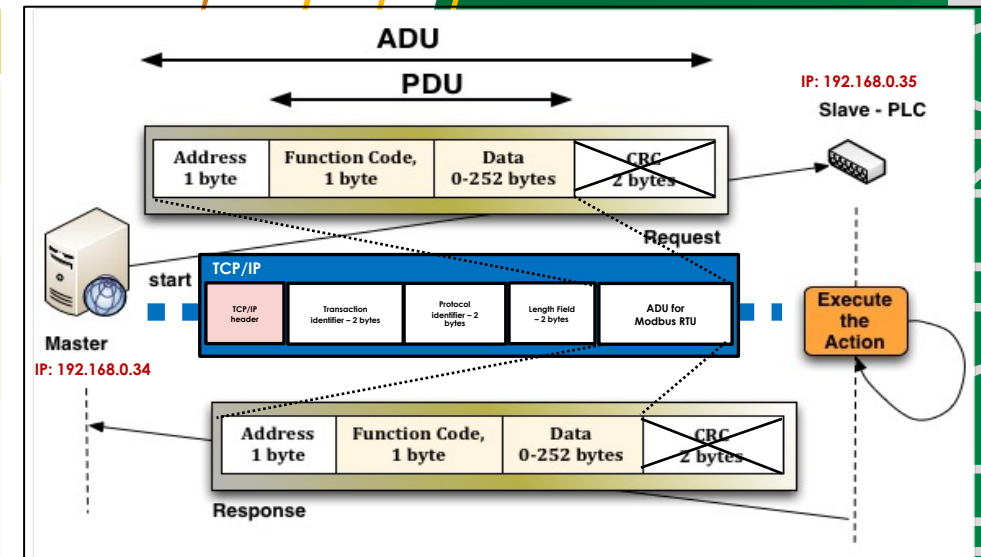 ADU
PDU
IP: 192.168.0.35
Slave - PLC
Address
1 byte
Function Code,
1 byte
Data
0-252 bytes
CRC
2 bytes
Request
start
TCP/IP
TCP/IP
header
Transaction
identifier – 2 bytes
Protocol
identifier – 2
bytes
Length Field
– 2 bytes
ADU for
Modbus RTU
Execute
the
Action
Master
IP: 192.168.0.34
Address
1 byte
Function Code,
1 byte
Data
0-252 bytes
CRC
2 bytes
Response